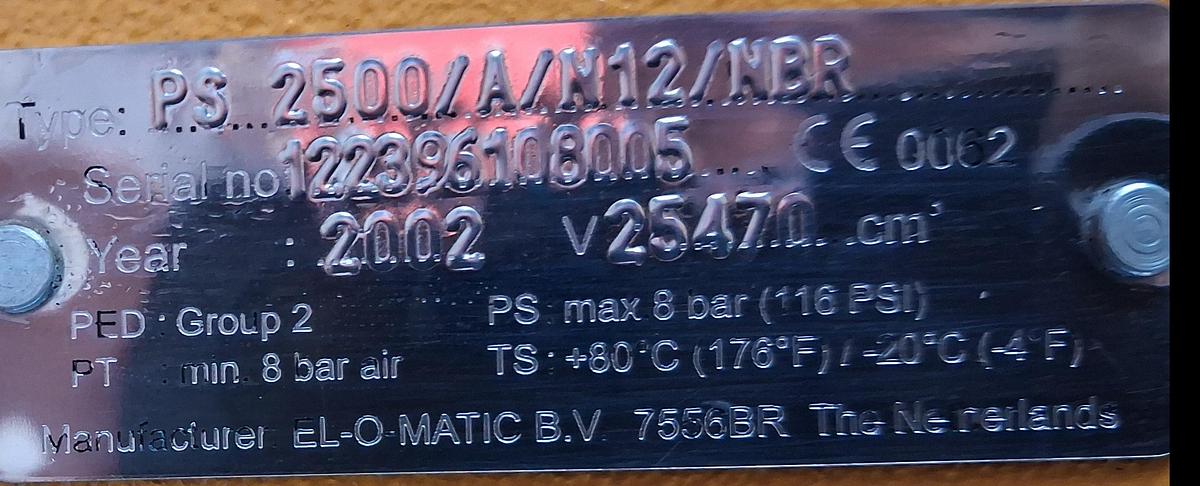 Type: PS 2500/A/N12/NBR
Serial no 122396108005 CE 0062
Year : 2002 V 25470 cm³
PED : Group 2 PS : max 8 bar (116 PSI)
PT : min. 8 bar air TS : +80°C (176°F) / -20°C (-4°F)
Manufacturer EL-O-MATIC B.V. 7556BR The Netherlands